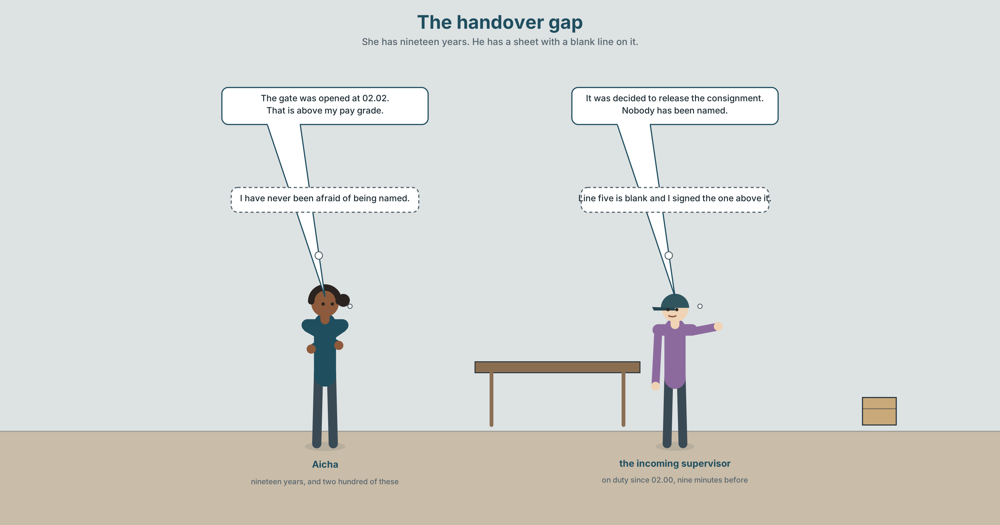 The handover gap
She has nineteen years. He has a sheet with a blank line on it.
The gate was opened at 02.02.
That is above my pay grade.
It was decided to release the consignment.
Nobody has been named.
I have never been afraid of being named.
Line five is blank and I signed the one above it.
Aicha
nineteen years, and two hundred of these
the incoming supervisor
on duty since 02.00, nine minutes before